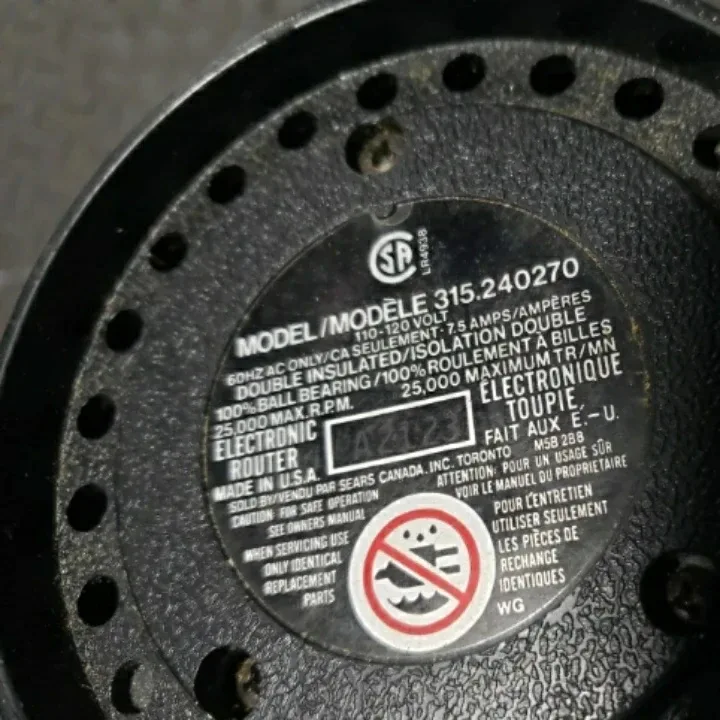 SA
LR4938
MODEL/MODÈLE 315.240270
110-120 VOLT
60HZ AC ONLY/CA SEULEMENT-7.5 AMPS/AMPÈRES
DOUBLE INSULATED/ISOLATION DOUBLE
100% BALL BEARING/100% ROULEMENT À BILLES
25,000 MAX. R.P.M. 25,000 MAXIMUM TR/MN
ELECTRONIC ROUTER
MADE IN U.S.A.
ÉLECTRONIQUE TOUPIE
FAIT AUX É.-U.
SOLD BY/VENDU PAR SEARS CANADA, INC. TORONTO M5B 2B8
CAUTION: FOR SAFE OPERATION
SEE OWNERS MANUAL
ATTENTION: POUR UN USAGE SÛR
VOIR LE MANUEL DU PROPRIETAIRE
WHEN SERVICING USE
ONLY IDENTICAL
REPLACEMENT
PARTS
POUR L'ENTRETIEN
UTILISER SEULEMENT
LES PIÈCES DE
RECHANGE
IDENTIQUES
WG